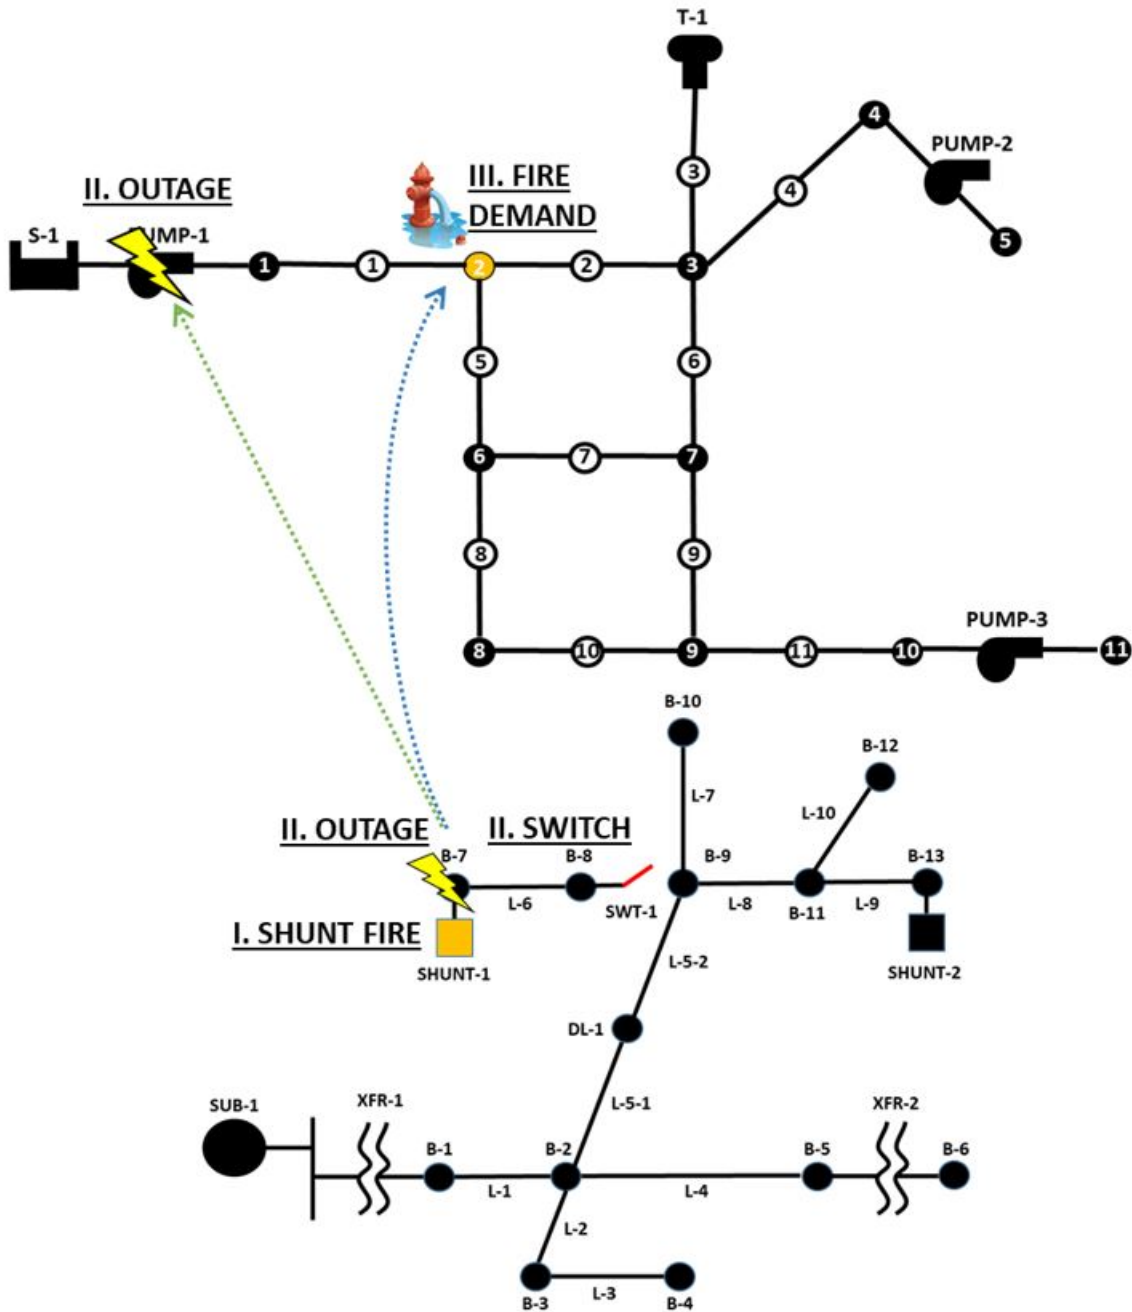 T-1
4
PUMP-2
II. OUTAGE
III. FIRE
DEMAND
3
4
S-1
1
1
2
2
3
5
5
6
6
7
7
8
9
PUMP-3
8
10
9
11
10
11
B-10
B-12
L-7
L-10
II. OUTAGE
II. SWITCH
B-7
B-8
B-9
B-13
L-6
SWT-1
L-8
B-11
L-9
I. SHUNT FIRE
SHUNT-1
SHUNT-2
L-5-2
DL-1
SUB-1
XFR-1
L-5-1
XFR-2
B-1
B-2
B-5
B-6
L-1
L-4
L-2
B-3
L-3
B-4